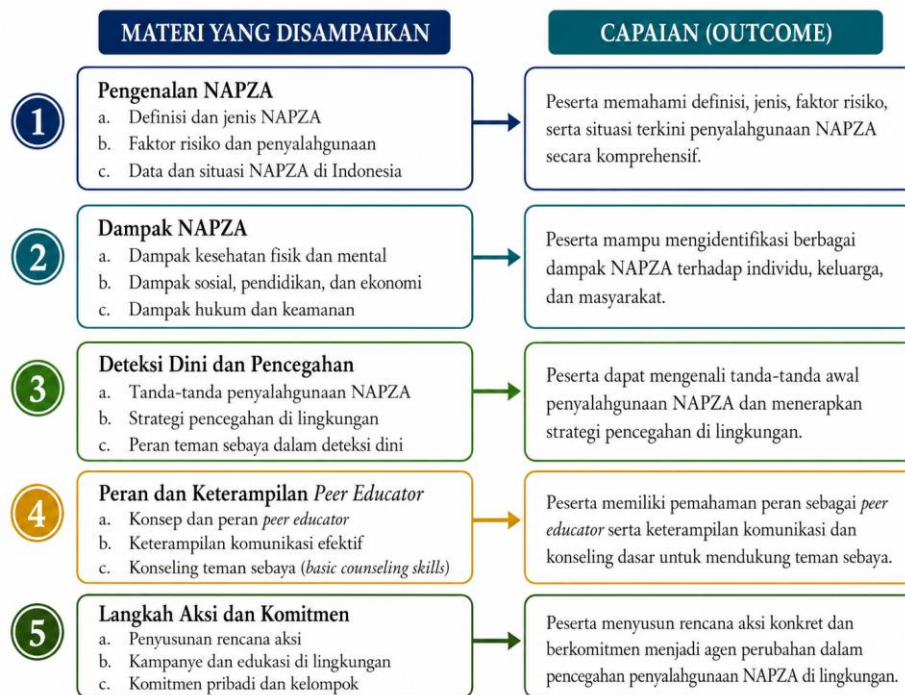 MATERI YANG DISAMPAIKAN
CAPAIAN (OUTCOME)
1
Pengenalan NAPZA
a. Definisi dan jenis NAPZA
b. Faktor risiko dan penyalahgunaan
c. Data dan situasi NAPZA di Indonesia
Peserta memahami definisi, jenis, faktor risiko,
serta situasi terkini penyalahgunaan NAPZA
secara komprehensif.
2
Dampak NAPZA
a. Dampak kesehatan fisik dan mental
b. Dampak sosial, pendidikan, dan ekonomi
c. Dampak hukum dan keamanan
Peserta mampu mengidentifikasi berbagai
dampak NAPZA terhadap individu, keluarga,
dan masyarakat.
3
Deteksi Dini dan Pencegahan
a. Tanda-tanda penyalahgunaan NAPZA
b. Strategi pencegahan di lingkungan
c. Peran teman sebaya dalam deteksi dini
Peserta dapat mengenali tanda-tanda awal
penyalahgunaan NAPZA dan menerapkan
strategi pencegahan di lingkungan.
4
Peran dan Keterampilan Peer Educator
a. Konsep dan peran peer educator
b. Keterampilan komunikasi efektif
c. Konseling teman sebaya (basic counseling skills)
Peserta memiliki pemahaman peran sebagai peer
educator serta keterampilan komunikasi dan
konseling dasar untuk mendukung teman sebaya.
5
Langkah Aksi dan Komitmen
a. Penyusunan rencana aksi
b. Kampanye dan edukasi di lingkungan
c. Komitmen pribadi dan kelompok
Peserta menyusun rencana aksi konkret dan
berkomitmen menjadi agen perubahan dalam
pencegahan penyalahgunaan NAPZA di lingkungan.